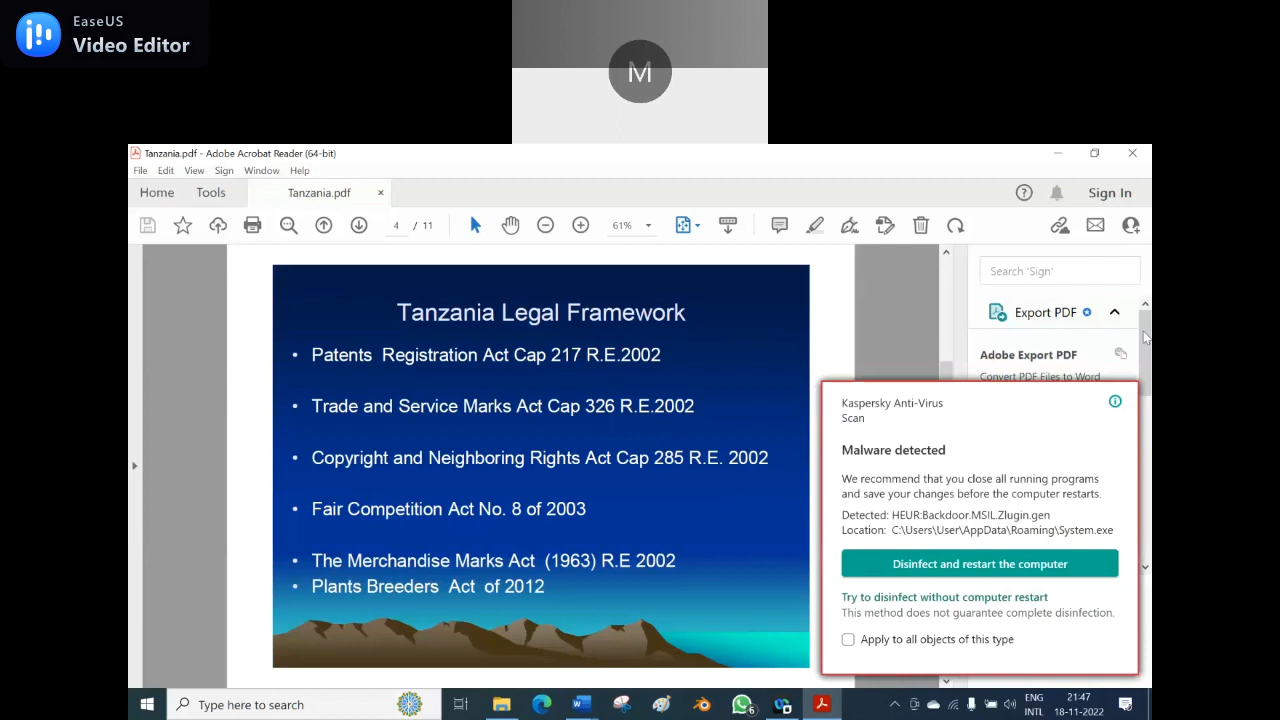 EaseUS
Video Editor
M
Tanzania.pdf - Adobe Acrobat Reader (64-bit)
File Edit View Sign Window Help
Home Tools Tanzania.pdf × Sign In
4 / 11 61%
Search 'Sign'
Export PDF
Adobe Export PDF
Convert PDF Files to Word
Tanzania Legal Framework
• Patents Registration Act Cap 217 R.E.2002
• Trade and Service Marks Act Cap 326 R.E.2002
• Copyright and Neighboring Rights Act Cap 285 R.E. 2002
• Fair Competition Act No. 8 of 2003
• The Merchandise Marks Act (1963) R.E 2002
• Plants Breeders Act of 2012
Kaspersky Anti-Virus
Scan
Malware detected
We recommend that you close all running programs
and save your changes before the computer restarts.
Detected: HEUR:Backdoor.MSIL.Zlugin.gen
Location: C:\Users\User\AppData\Roaming\System.exe
Disinfect and restart the computer
Try to disinfect without computer restart
This method does not guarantee complete disinfection.
Apply to all objects of this type
Type here to search
6
ENG
INTL
21:47
18-11-2022